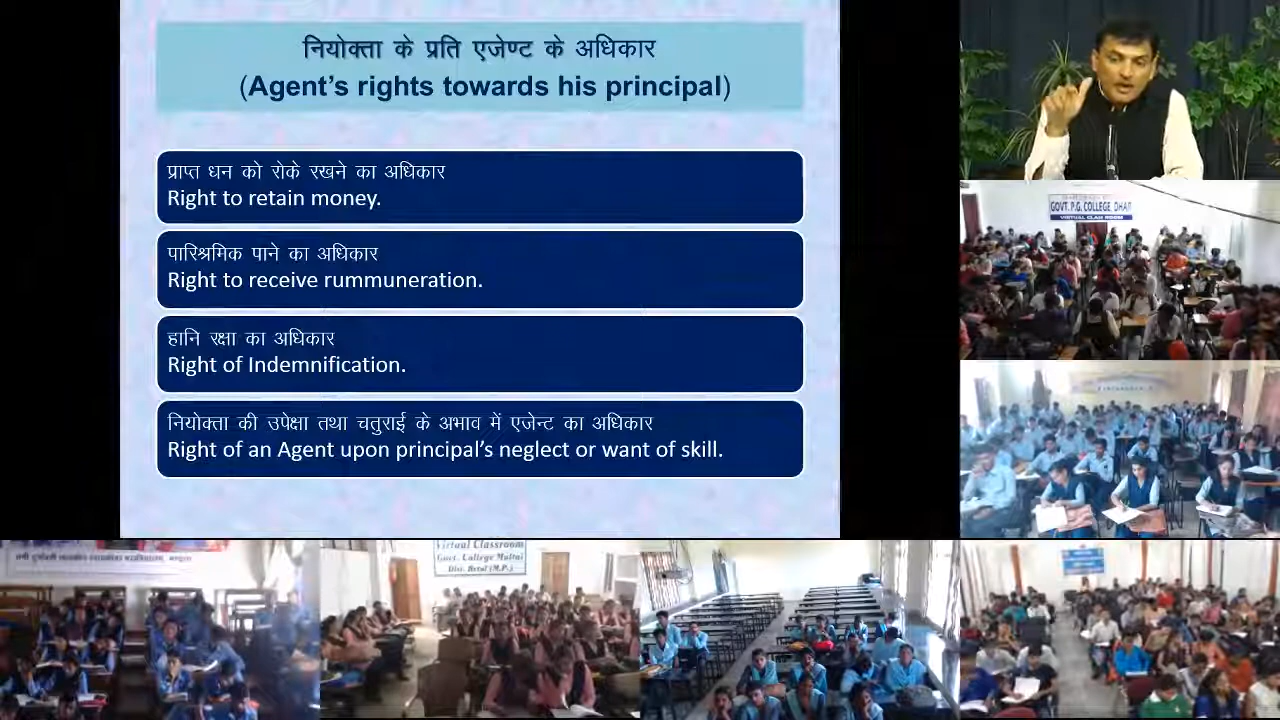 नियोक्ता के प्रति एजेण्ट के अधिकार
(Agent's rights towards his principal)
प्राप्त धन को रोके रखने का अधिकार
Right to retain money.
पारिश्रमिक पाने का अधिकार
Right to receive rummuneration.
हानि रक्षा का अधिकार
Right of Indemnification.
नियोक्ता की उपेक्षा तथा चतुराई के अभाव में एजेन्ट का अधिकार
Right of an Agent upon principal's neglect or want of skill.
GOVT. P.G. COLLEGE, DHAR
VIRTUAL CLASS ROOM
Virtual Classroom
Govt. College Multai
Dist. Betul (M.P.)